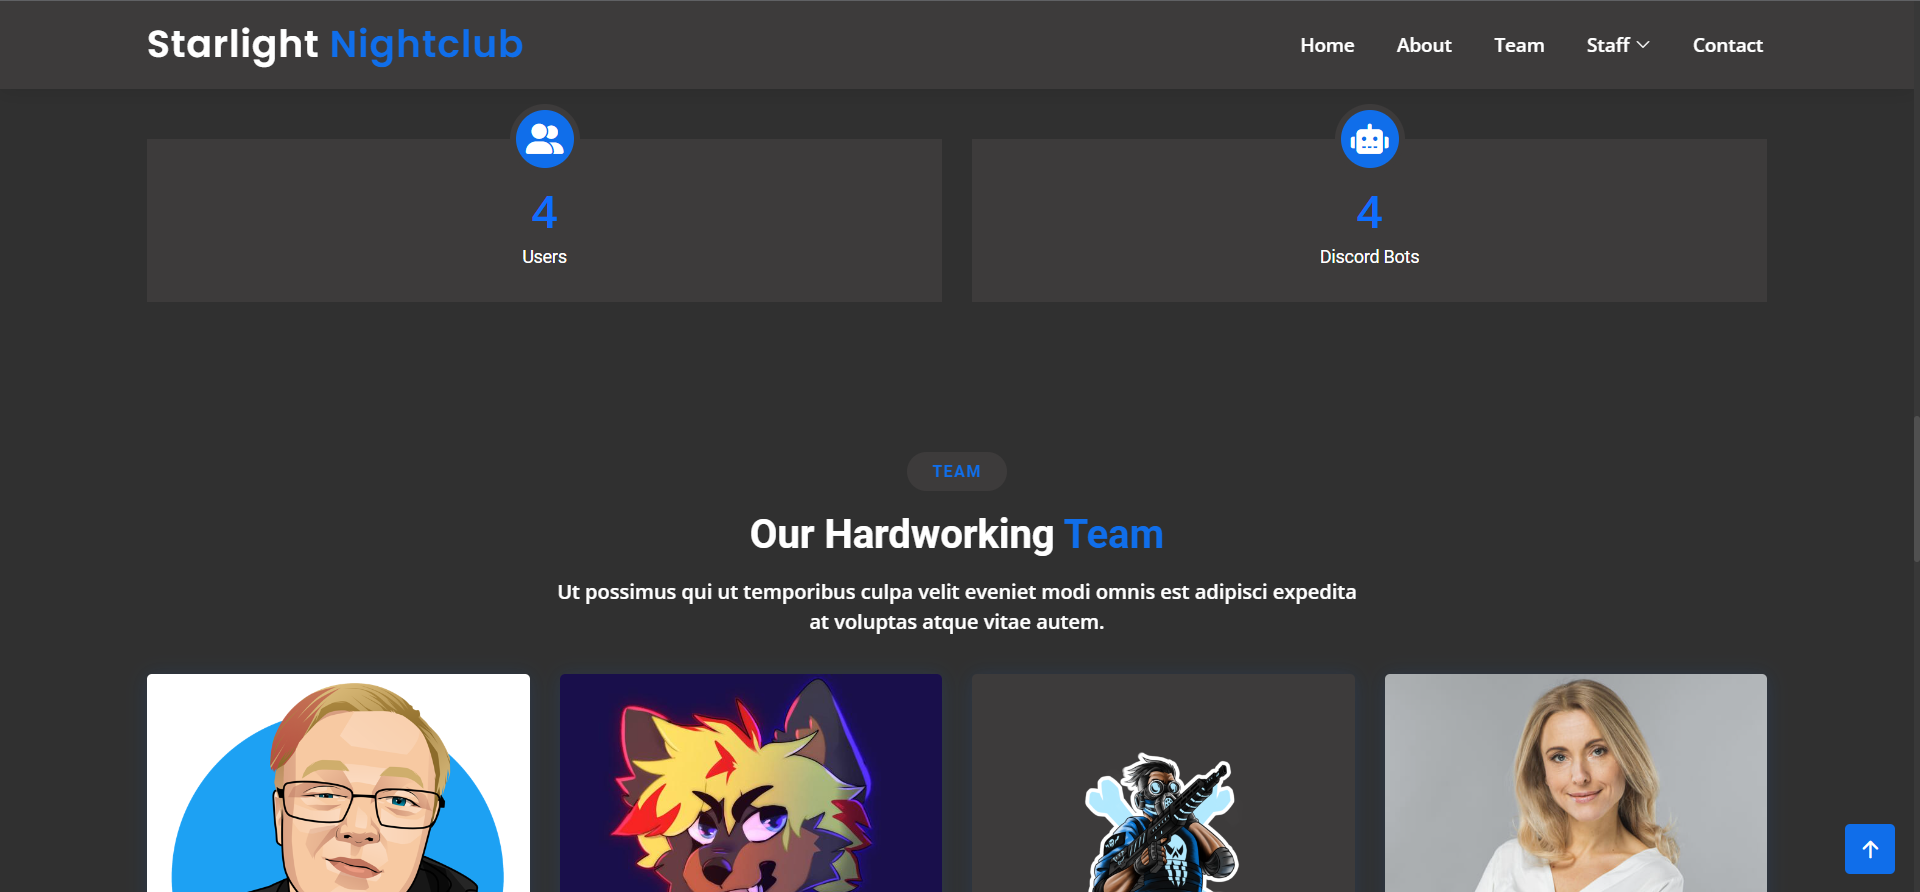 Starlight Nightclub
Home About Team Staff Contact
4
Users
4
Discord Bots
TEAM
Our Hardworking Team
Ut possimus qui ut temporibus culpa velit eveniet modi omnis est adipisci expedita
at voluptas atque vitae autem.